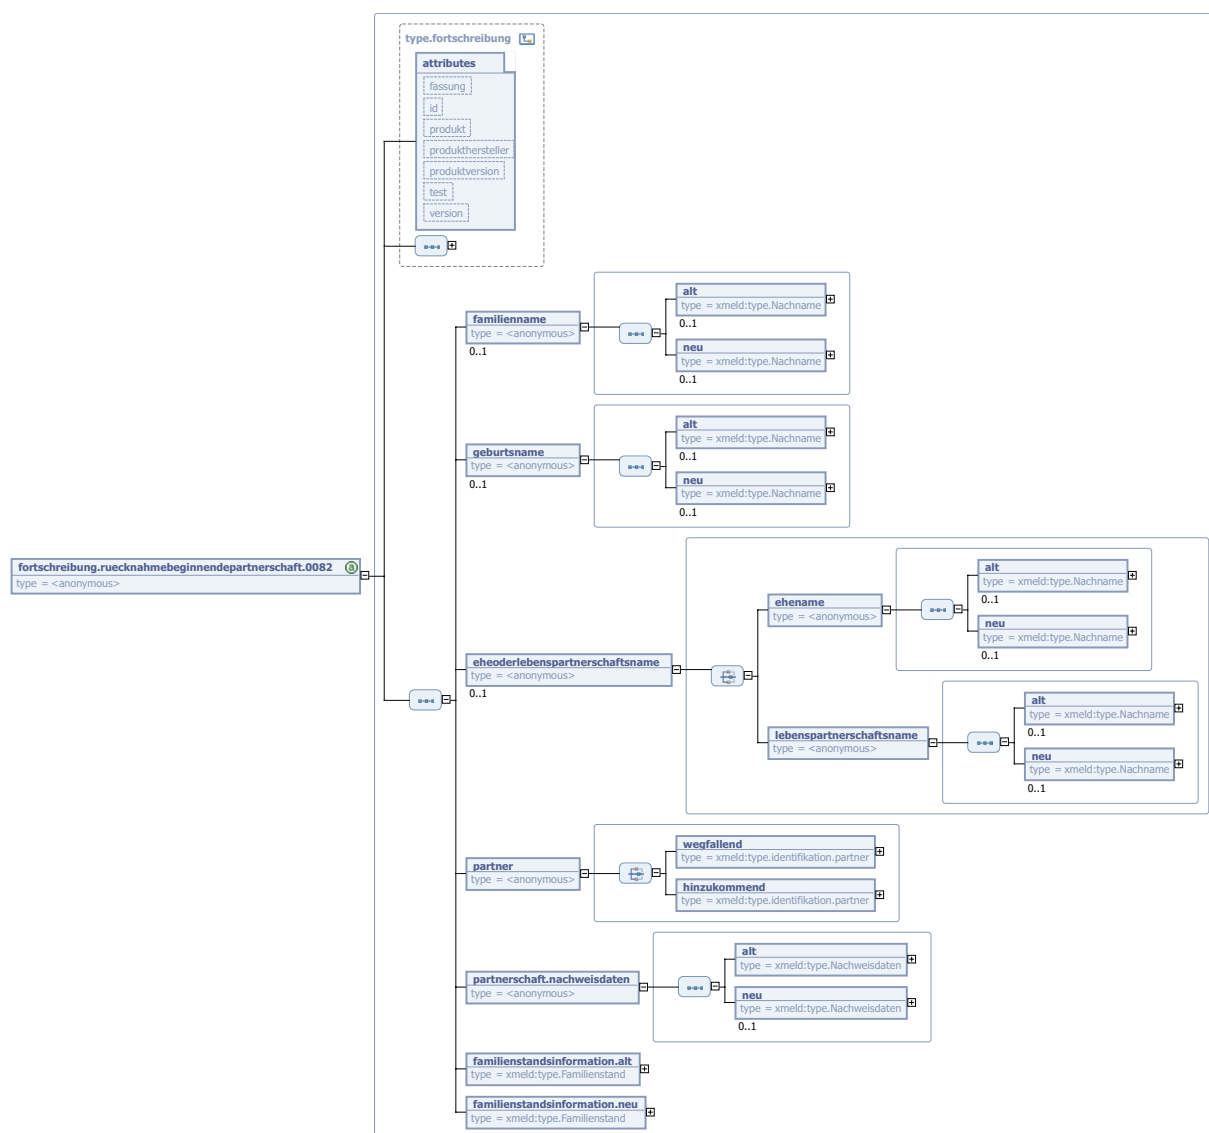 type.fortschreibung
attributes
fassung
id
produkt
produkthersteller
produktversion
test
version
familienname
type = <anonymous>
0..1
alt
type = xmeld:type.Nachname
0..1
neu
type = xmeld:type.Nachname
0..1
geburtsname
type = <anonymous>
0..1
alt
type = xmeld:type.Nachname
0..1
neu
type = xmeld:type.Nachname
0..1
fortschreibung.ruecknahmebeginnendepartnerschaft.0082 a
type = <anonymous>
eheoderlebenspartnerschaftsname
type = <anonymous>
0..1
ehename
type = <anonymous>
alt
type = xmeld:type.Nachname
0..1
neu
type = xmeld:type.Nachname
0..1
lebenspartnerschaftsname
type = <anonymous>
alt
type = xmeld:type.Nachname
0..1
neu
type = xmeld:type.Nachname
0..1
partner
type = <anonymous>
wegfallend
type = xmeld:type.identifikation.partner
hinzukommend
type = xmeld:type.identifikation.partner
partnerschaft.nachweisdaten
type = <anonymous>
alt
type = xmeld:type.Nachweisdaten
neu
type = xmeld:type.Nachweisdaten
0..1
familienstandsinformation.alt
type = xmeld:type.Familienstand
familienstandsinformation.neu
type = xmeld:type.Familienstand